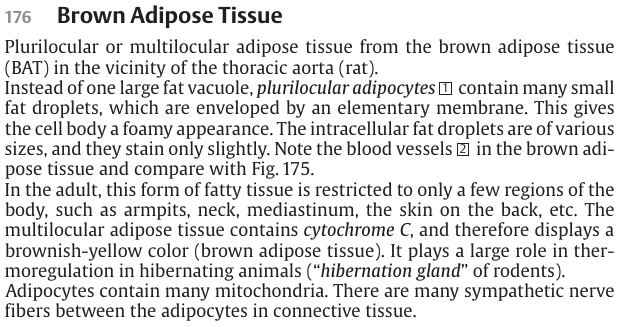 176 Brown Adipose Tissue
Plurilocular or multilocular adipose tissue from the brown adipose tissue
(BAT) in the vicinity of the thoracic aorta (rat).
Instead of one large fat vacuole, plurilocular adipocytes 1 contain many small
fat droplets, which are enveloped by an elementary membrane. This gives
the cell body a foamy appearance. The intracellular fat droplets are of various
sizes, and they stain only slightly. Note the blood vessels 2 in the brown adi-
pose tissue and compare with Fig. 175.
In the adult, this form of fatty tissue is restricted to only a few regions of the
body, such as armpits, neck, mediastinum, the skin on the back, etc. The
multilocular adipose tissue contains cytochrome C, and therefore displays a
brownish-yellow color (brown adipose tissue). It plays a large role in ther-
moregulation in hibernating animals (“hibernation gland” of rodents).
Adipocytes contain many mitochondria. There are many sympathetic nerve
fibers between the adipocytes in connective tissue.